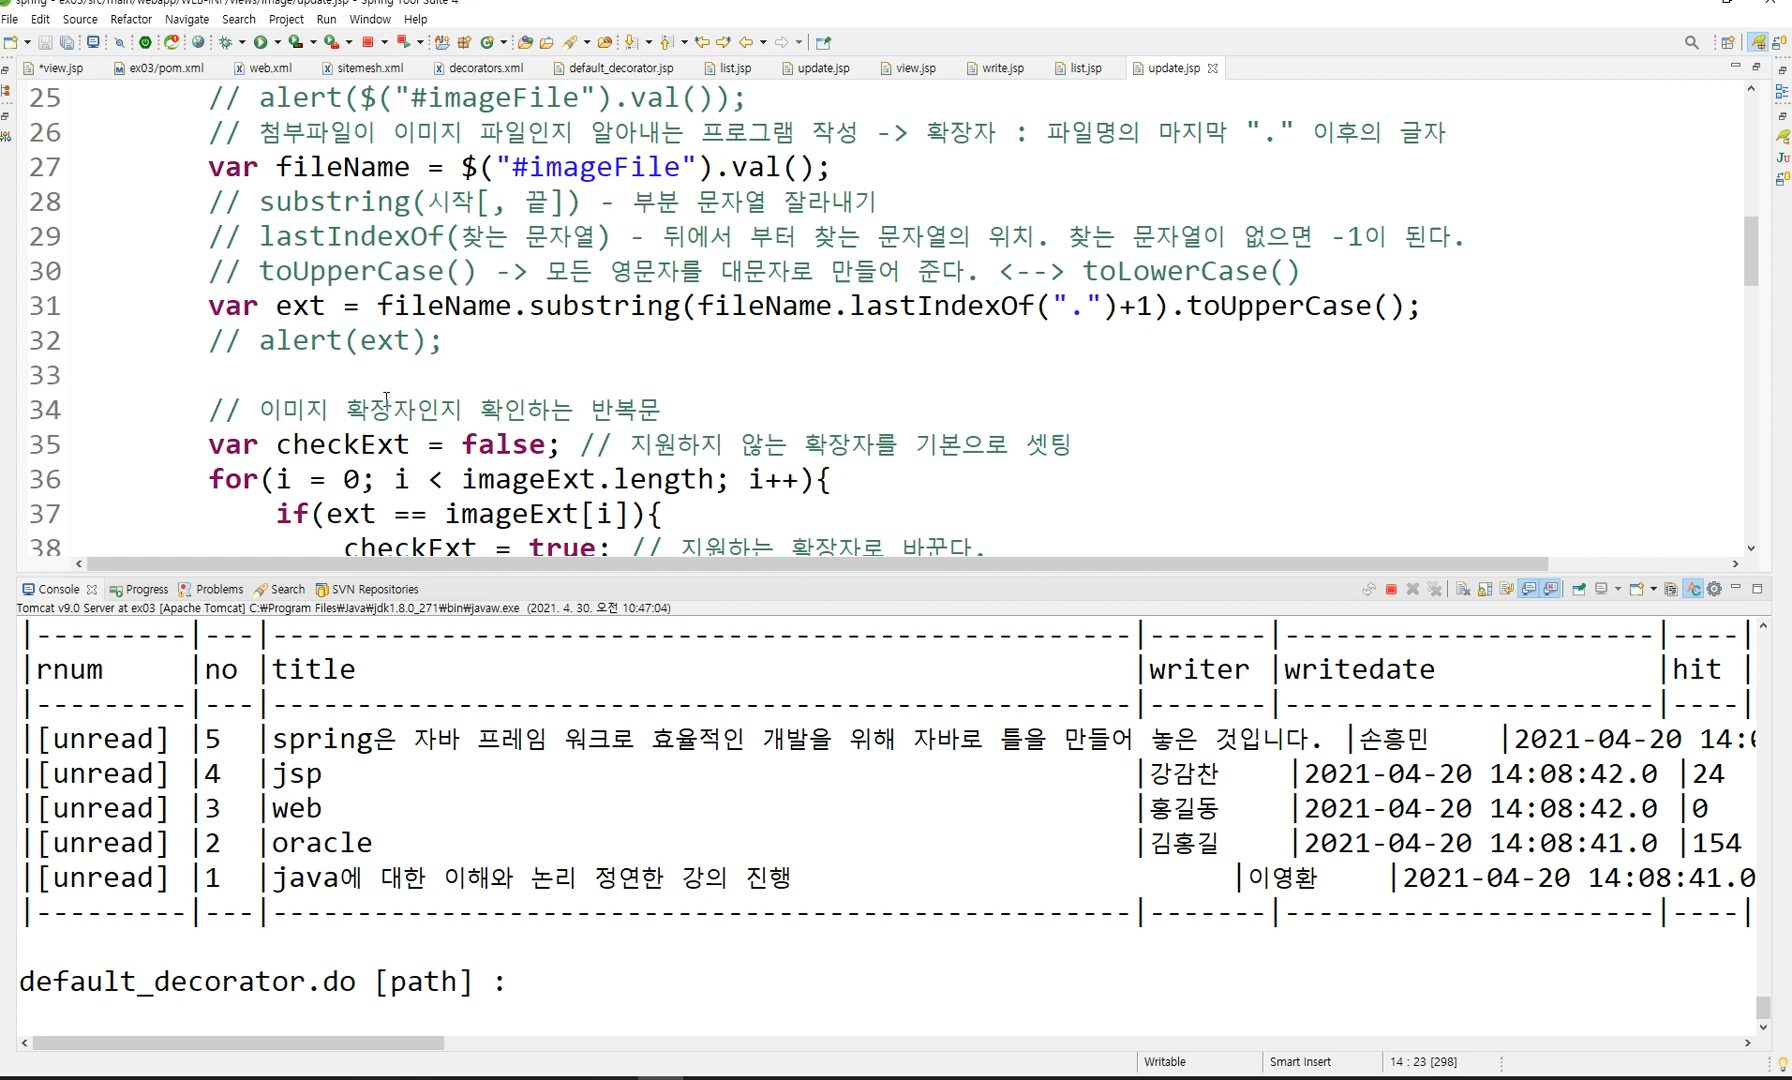 spring - ex03/src/main/webapp/WEB-INF/views/image/update.jsp - Spring Tool Suite 4
File Edit Source Refactor Navigate Search Project Run Window Help
*view.jsp ex03/pom.xml web.xml sitemesh.xml decorators.xml default_decorator.jsp list.jsp update.jsp view.jsp write.jsp list.jsp update.jsp
25 // alert($("#imageFile").val());
26 // 첨부파일이 이미지 파일인지 알아내는 프로그램 작성 -> 확장자 : 파일명의 마지막 "." 이후의 글자
27 var fileName = $("#imageFile").val();
28 // substring(시작[, 끝]) - 부분 문자열 잘라내기
29 // lastIndexOf(찾는 문자열) - 뒤에서 부터 찾는 문자열의 위치. 찾는 문자열이 없으면 -1이 된다.
30 // toUpperCase() -> 모든 영문자를 대문자로 만들어 준다. <--> toLowerCase()
31 var ext = fileName.substring(fileName.lastIndexOf(".")+1).toUpperCase();
32 // alert(ext);
33
34 // 이미지 확장자인지 확인하는 반복문
35 var checkExt = false; // 지원하지 않는 확장자를 기본으로 셋팅
36 for(i = 0; i < imageExt.length; i++){
37 if(ext == imageExt[i]){
38 checkExt = true; // 지원하는 확장자로 바꾼다.
Console Progress Problems Search SVN Repositories
Tomcat v9.0 Server at ex03 [Apache Tomcat] C:₩Program Files₩Java₩jdk1.8.0_271₩bin₩javaw.exe (2021. 4. 30. 오전 10:47:04)
|---------|---|---------------------------------------------------|-------|----------------------|----|
|rnum |no |title |writer |writedate |hit |
|---------|---|---------------------------------------------------|-------|----------------------|----|
|[unread] |5 |spring은 자바 프레임 워크로 효율적인 개발을 위해 자바로 틀을 만들어 놓은 것입니다. |손흥민 |2021-04-20 14:0
|[unread] |4 |jsp |강감찬 |2021-04-20 14:08:42.0 |24
|[unread] |3 |web |홍길동 |2021-04-20 14:08:42.0 |0
|[unread] |2 |oracle |김홍길 |2021-04-20 14:08:41.0 |154
|[unread] |1 |java에 대한 이해와 논리 정연한 강의 진행 |이영환 |2021-04-20 14:08:41.0
|---------|---|---------------------------------------------------|-------|----------------------|----|
default_decorator.do [path] :
Writable Smart Insert 14 : 23 [298]